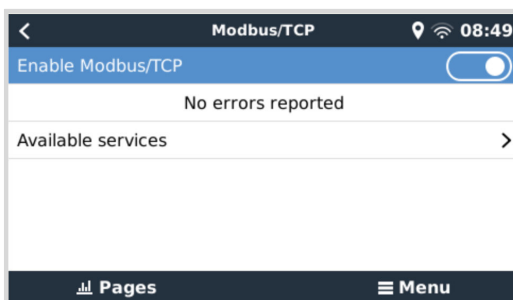 Modbus/TCP 08:49
Enable Modbus/TCP
No errors reported
Available services
Pages Menu